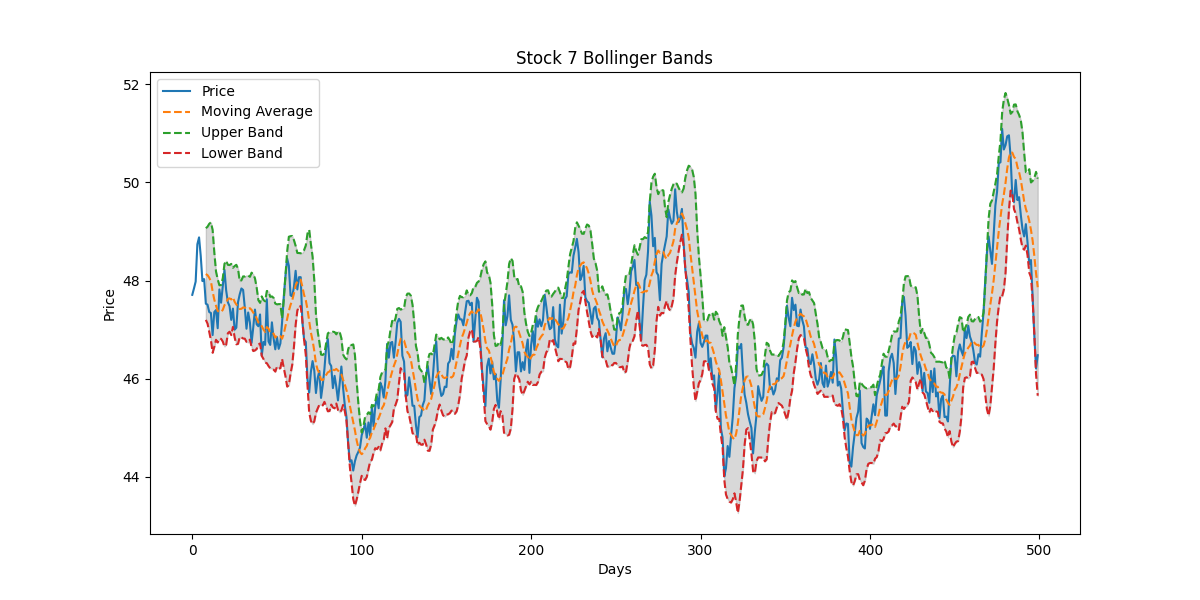 Stock 7 Bollinger Bands
Price
Moving Average
Upper Band
Lower Band
52
50
48
46
44
Price
0
100
200
300
400
500
Days